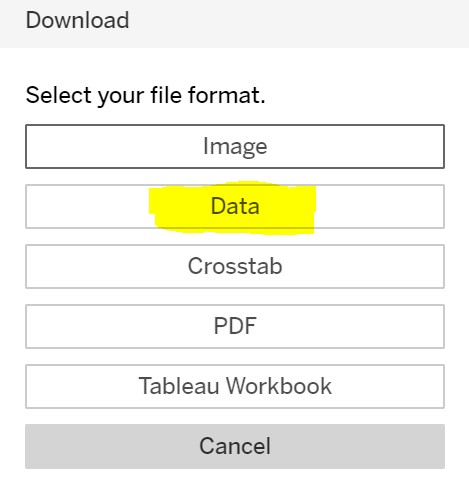 Download
Select your file format.
Image
Data
Crosstab
PDF
Tableau Workbook
Cancel